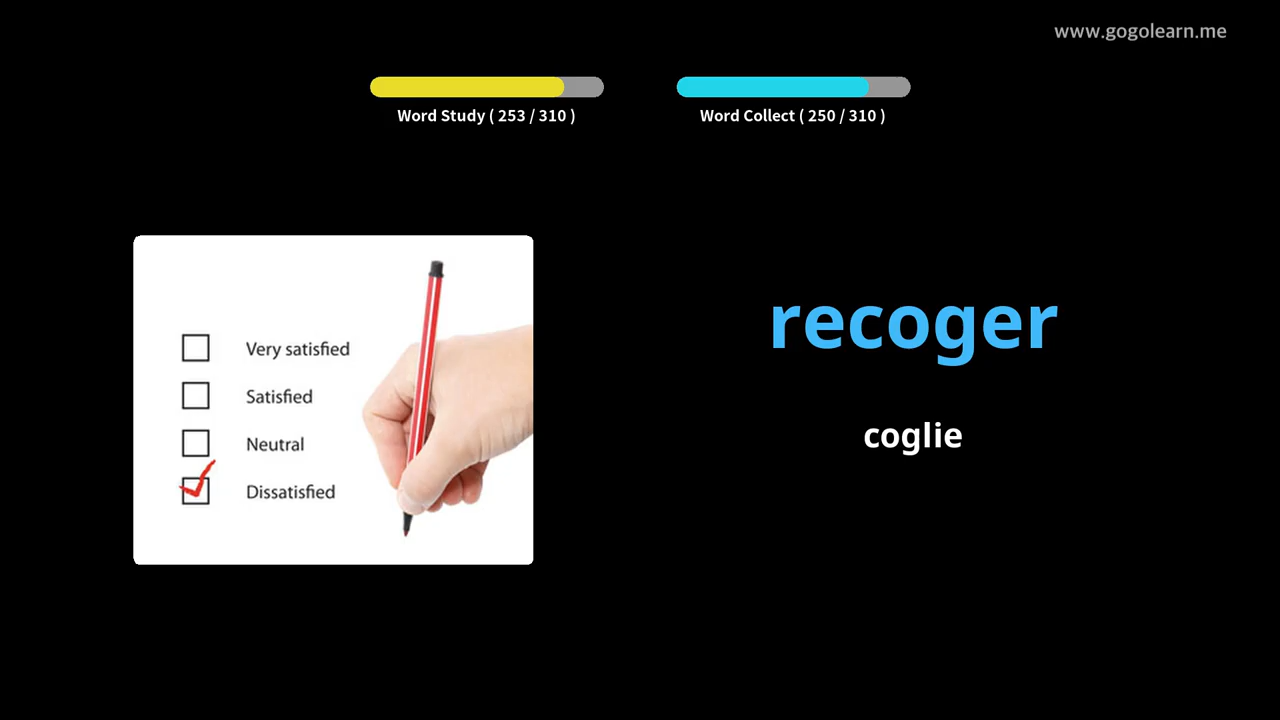 www.gogolearn.me
Word Study ( 253 / 310 )
Word Collect ( 250 / 310 )
Very satisfied
Satisfied
Neutral
Dissatisfied
recoger
coglie